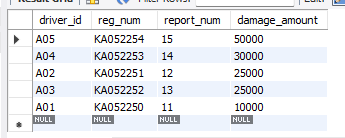 driver_id reg_num report_num damage_amount
A05 KA052254 15 50000
A04 KA052253 14 30000
A02 KA052251 12 25000
A03 KA052252 13 25000
A01 KA052250 11 10000
NULL NULL NULL NULL